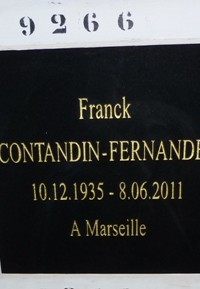 9266
Franck
CONTANDIN-FERNANDE
10.12.1935 - 8.06.2011
A Marseille